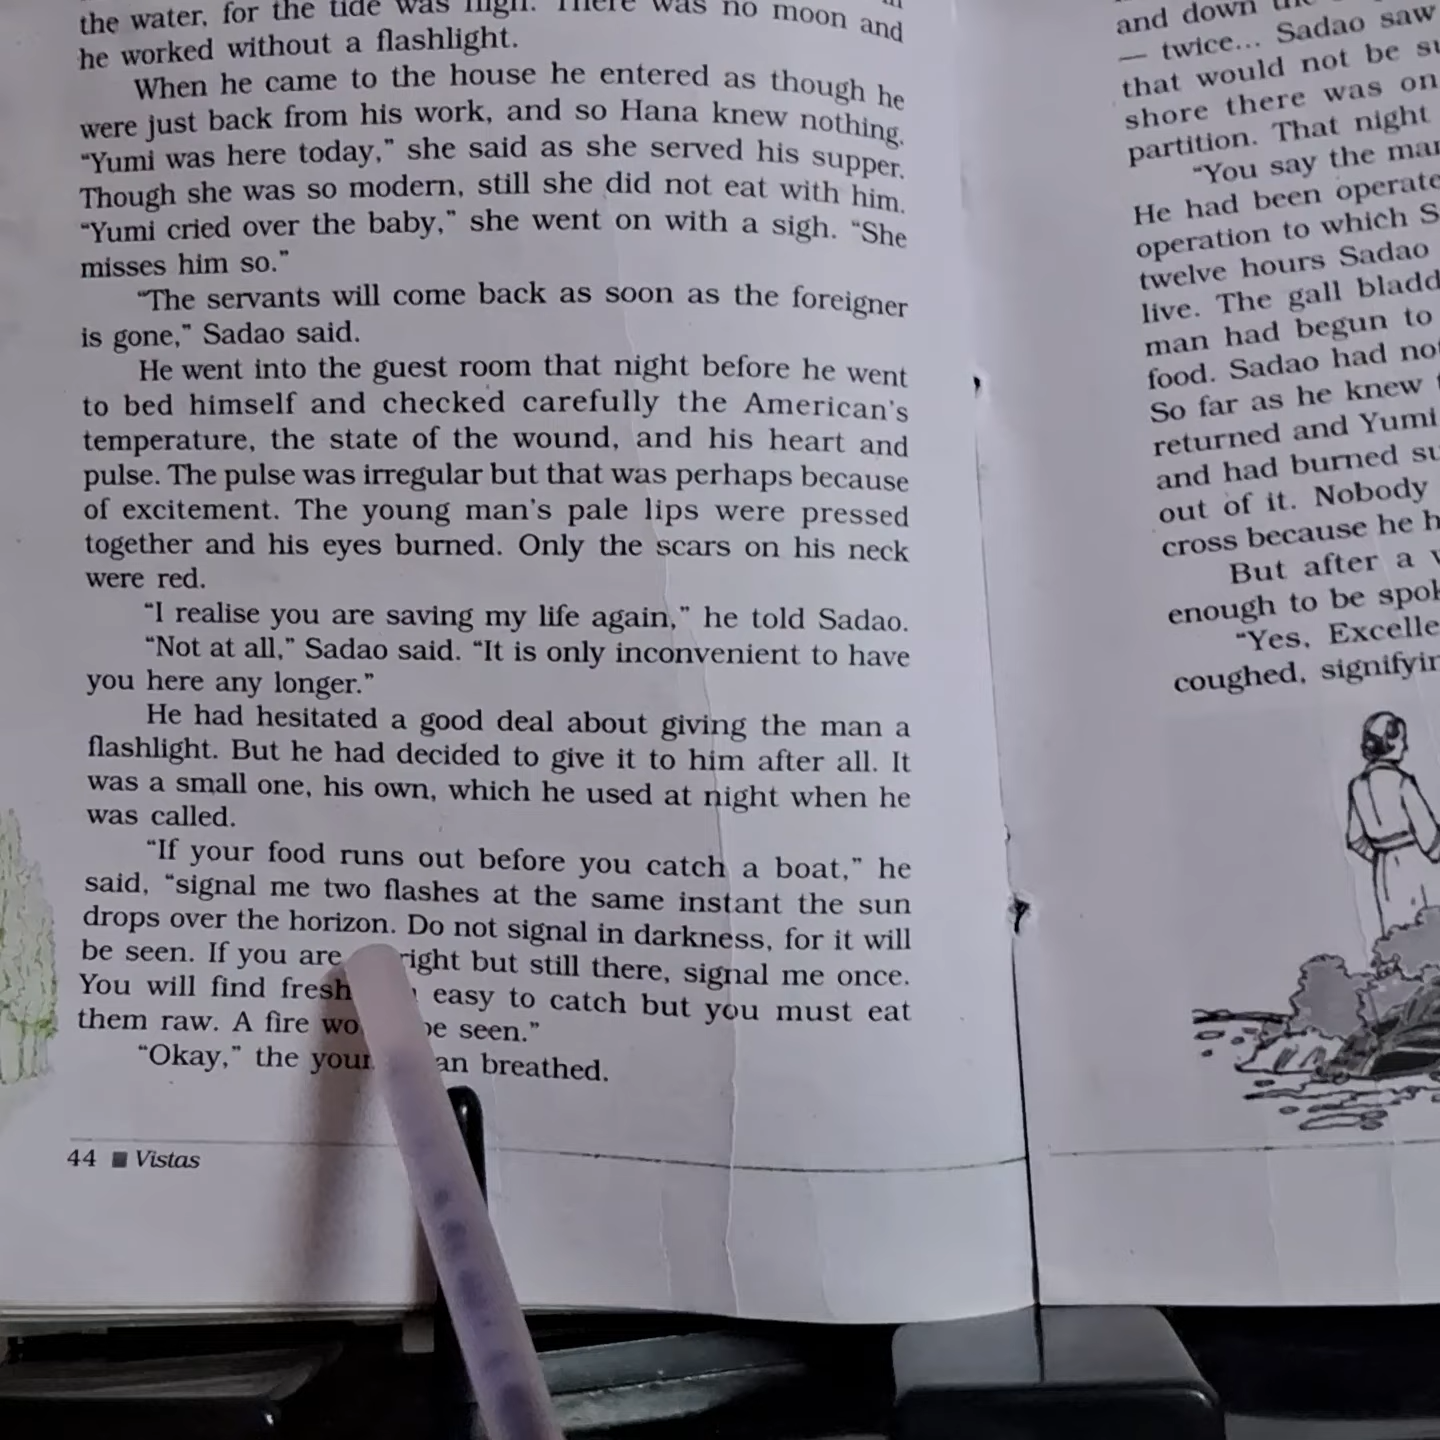 the water, for the tide was high. There was no moon and
he worked without a flashlight.
When he came to the house he entered as though he
were just back from his work, and so Hana knew nothing.
“Yumi was here today,” she said as she served his supper.
Though she was so modern, still she did not eat with him.
“Yumi cried over the baby,” she went on with a sigh. “She
misses him so.”
“The servants will come back as soon as the foreigner
is gone,” Sadao said.
He went into the guest room that night before he went
to bed himself and checked carefully the American’s
temperature, the state of the wound, and his heart and
pulse. The pulse was irregular but that was perhaps because
of excitement. The young man’s pale lips were pressed
together and his eyes burned. Only the scars on his neck
were red.
“I realise you are saving my life again,” he told Sadao.
“Not at all,” Sadao said. “It is only inconvenient to have
you here any longer.”
He had hesitated a good deal about giving the man a
flashlight. But he had decided to give it to him after all. It
was a small one, his own, which he used at night when he
was called.
“If your food runs out before you catch a boat,” he
said, “signal me two flashes at the same instant the sun
drops over the horizon. Do not signal in darkness, for it will
be seen. If you are right but still there, signal me once.
You will find fresh easy to catch but you must eat
them raw. A fire be seen.”
“Okay,” the breathed.
44 ■ Vistas
and down
— twice... Sadao saw
that would not be
shore there was on
partition. That night
“You say the
He had been
operation to which
twelve hours Sadao
live. The gall
man had begun to
food. Sadao had
So far as he knew
returned and Yumi
and had burned
out of it. Nobody
cross because he
But after a
enough to be
“Yes,
coughed,